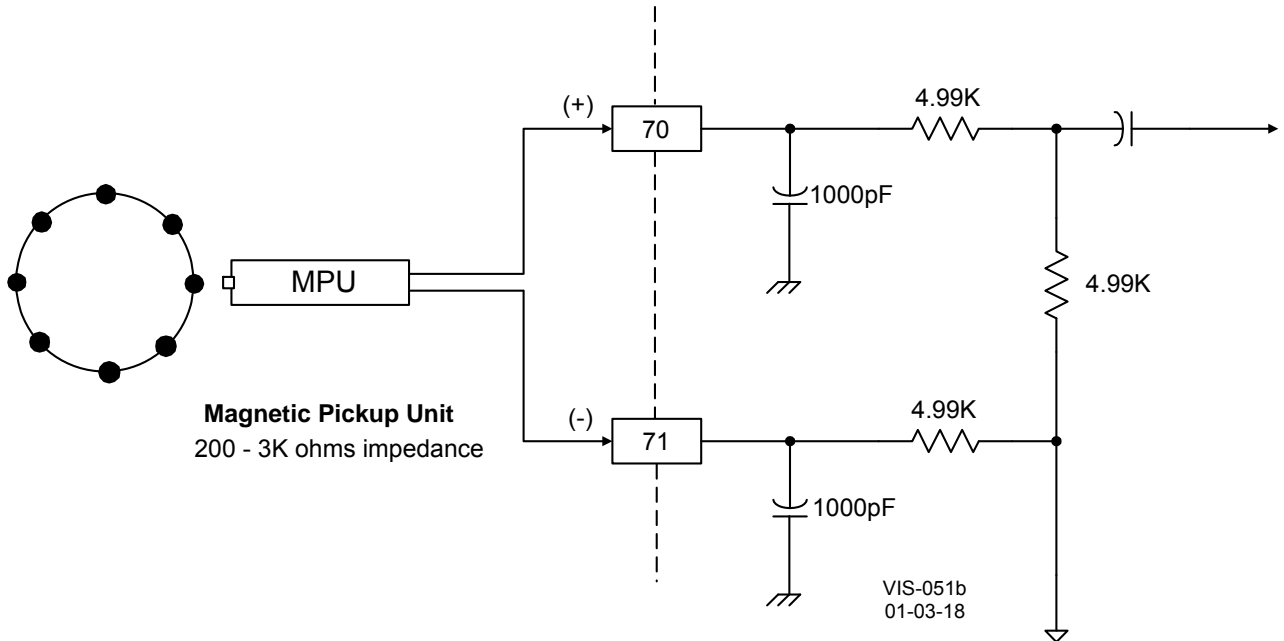 4.99K
(+)
70
1000pF
MPU
4.99K
Magnetic Pickup Unit
200 - 3K ohms impedance
(-)
71
4.99K
1000pF
VIS-051b
01-03-18